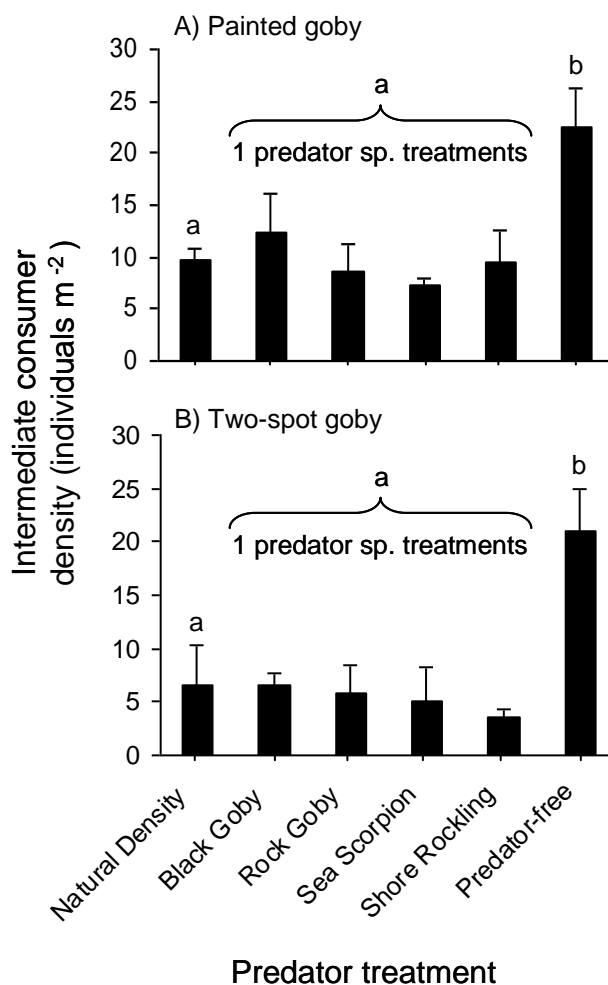 A) Painted goby
30
25
20
15
10
5
0
a
1 predator sp. treatments
a
b
B) Two-spot goby
30
25
20
15
10
5
0
a
1 predator sp. treatments
a
b
Intermediate consumer
density (individuals m⁻²)
Natural Density
Black Goby
Rock Goby
Sea Scorpion
Shore Rockling
Predator-free
Predator treatment